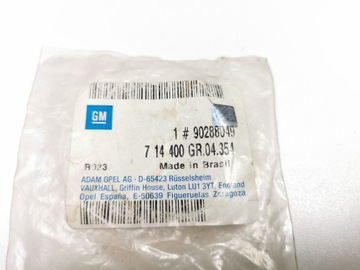 GM
1 # 90288049
7 14 400 GR.04.354
R023
Made in Brasil
ADAM OPEL AG - D-65423 Rüsselsheim
VAUXHALL, Griffin House, Luton LU1 3YT, England
Opel España, E-50639 Figueruelas Zaragoza